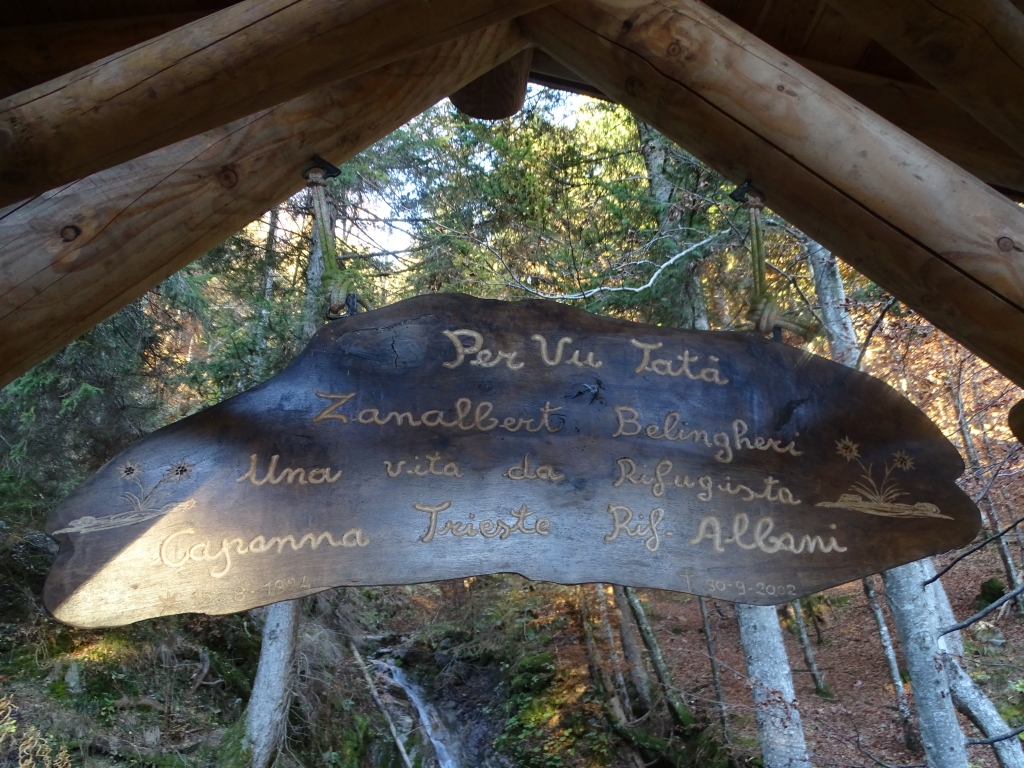 Per Vu Tatà
Zanalbert Belingheri
Una vita da Rifugista
Capanna Trieste Rif. Albani
† 30-9-2002